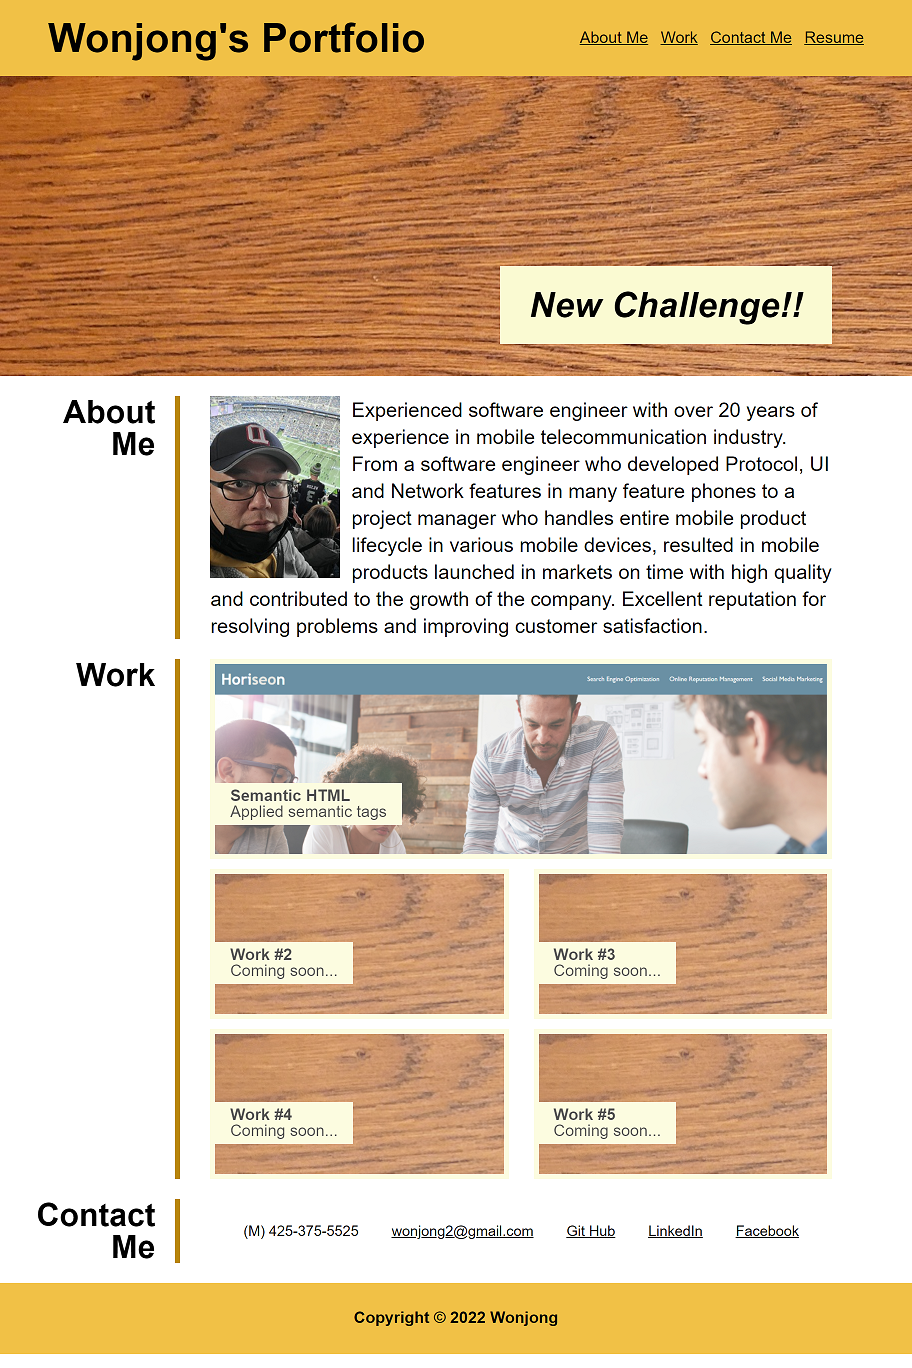 Wonjong's Portfolio
About Me Work Contact Me Resume
New Challenge!!
About
Me
Experienced software engineer with over 20 years of
experience in mobile telecommunication industry.
From a software engineer who developed Protocol, UI
and Network features in many feature phones to a
project manager who handles entire mobile product
lifecycle in various mobile devices, resulted in mobile
products launched in markets on time with high quality
and contributed to the growth of the company. Excellent reputation for
resolving problems and improving customer satisfaction.
Work
Horiseon
Search Engine Optimization Online Reputation Management Social Media Marketing
Semantic HTML
Applied semantic tags
Work #2
Coming soon...
Work #3
Coming soon...
Work #4
Coming soon...
Work #5
Coming soon...
Contact
Me
(M) 425-375-5525 wonjong2@gmail.com Git Hub LinkedIn Facebook
Copyright © 2022 Wonjong